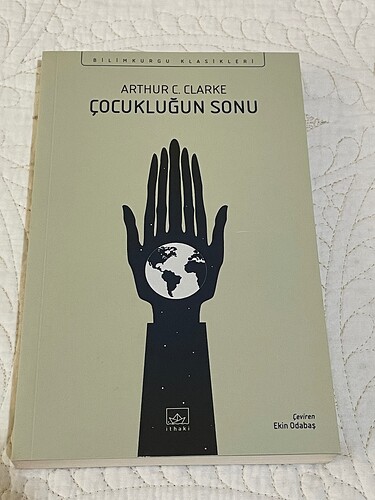 BİLİMKURGU KLASİKLERİ
ARTHUR C. CLARKE
ÇOCUKLUĞUN SONU
ithaki
Çeviren
Ekin Odabaş